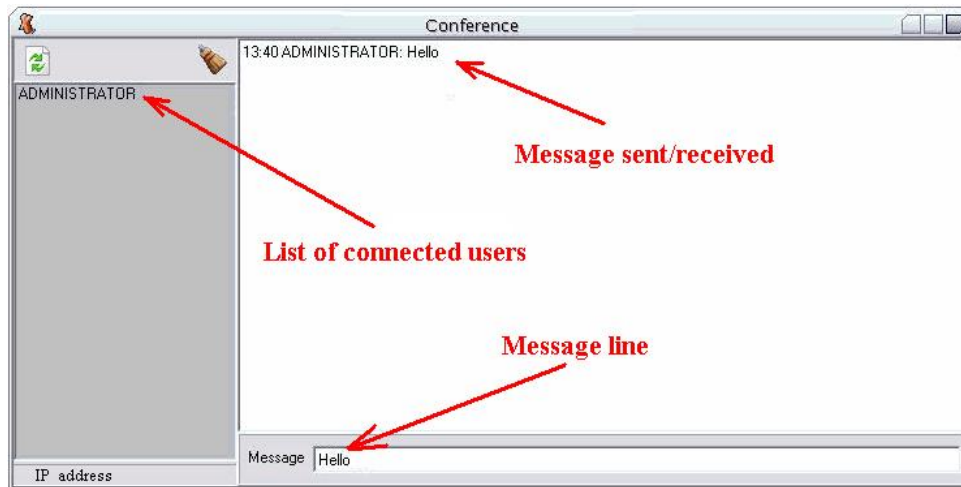 Conference
13:40 ADMINISTRATOR: Hello
ADMINISTRATOR
Message sent/received
List of connected users
Message line
Message Hello
IP address